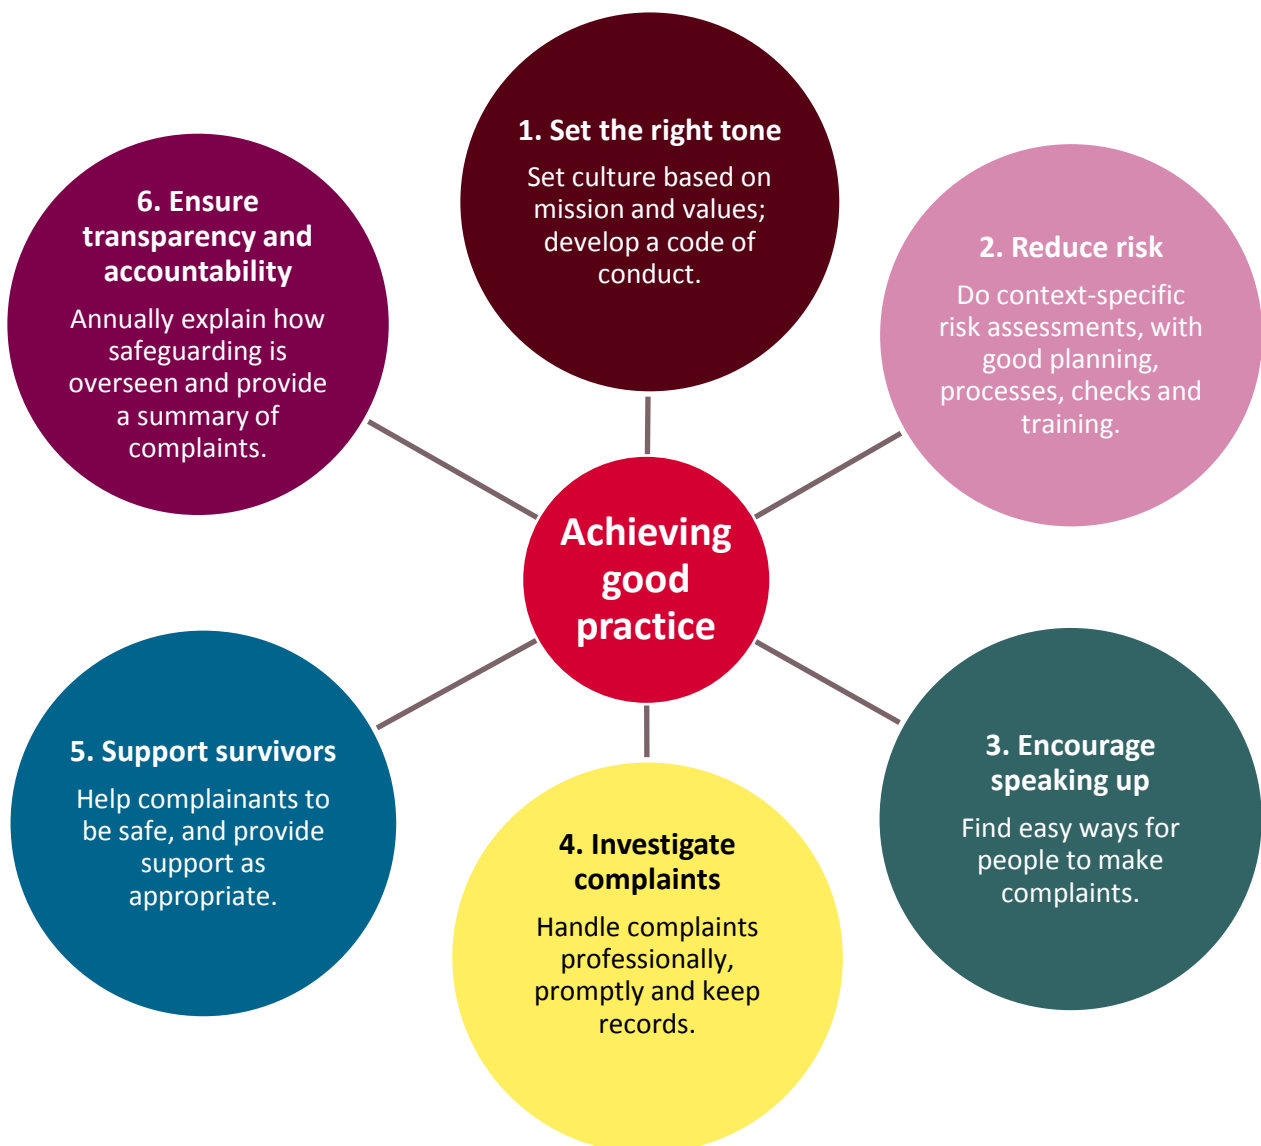 1. Set the right tone
Set culture based on
mission and values;
develop a code of
conduct.
2. Reduce risk
Do context-specific
risk assessments, with
good planning,
processes, checks and
training.
3. Encourage
speaking up
Find easy ways for
people to make
complaints.
4. Investigate
complaints
Handle complaints
professionally,
promptly and keep
records.
5. Support survivors
Help complainants to
be safe, and provide
support as
appropriate.
6. Ensure
transparency and
accountability
Annually explain how
safeguarding is
overseen and provide
a summary of
complaints.
Achieving
good
practice